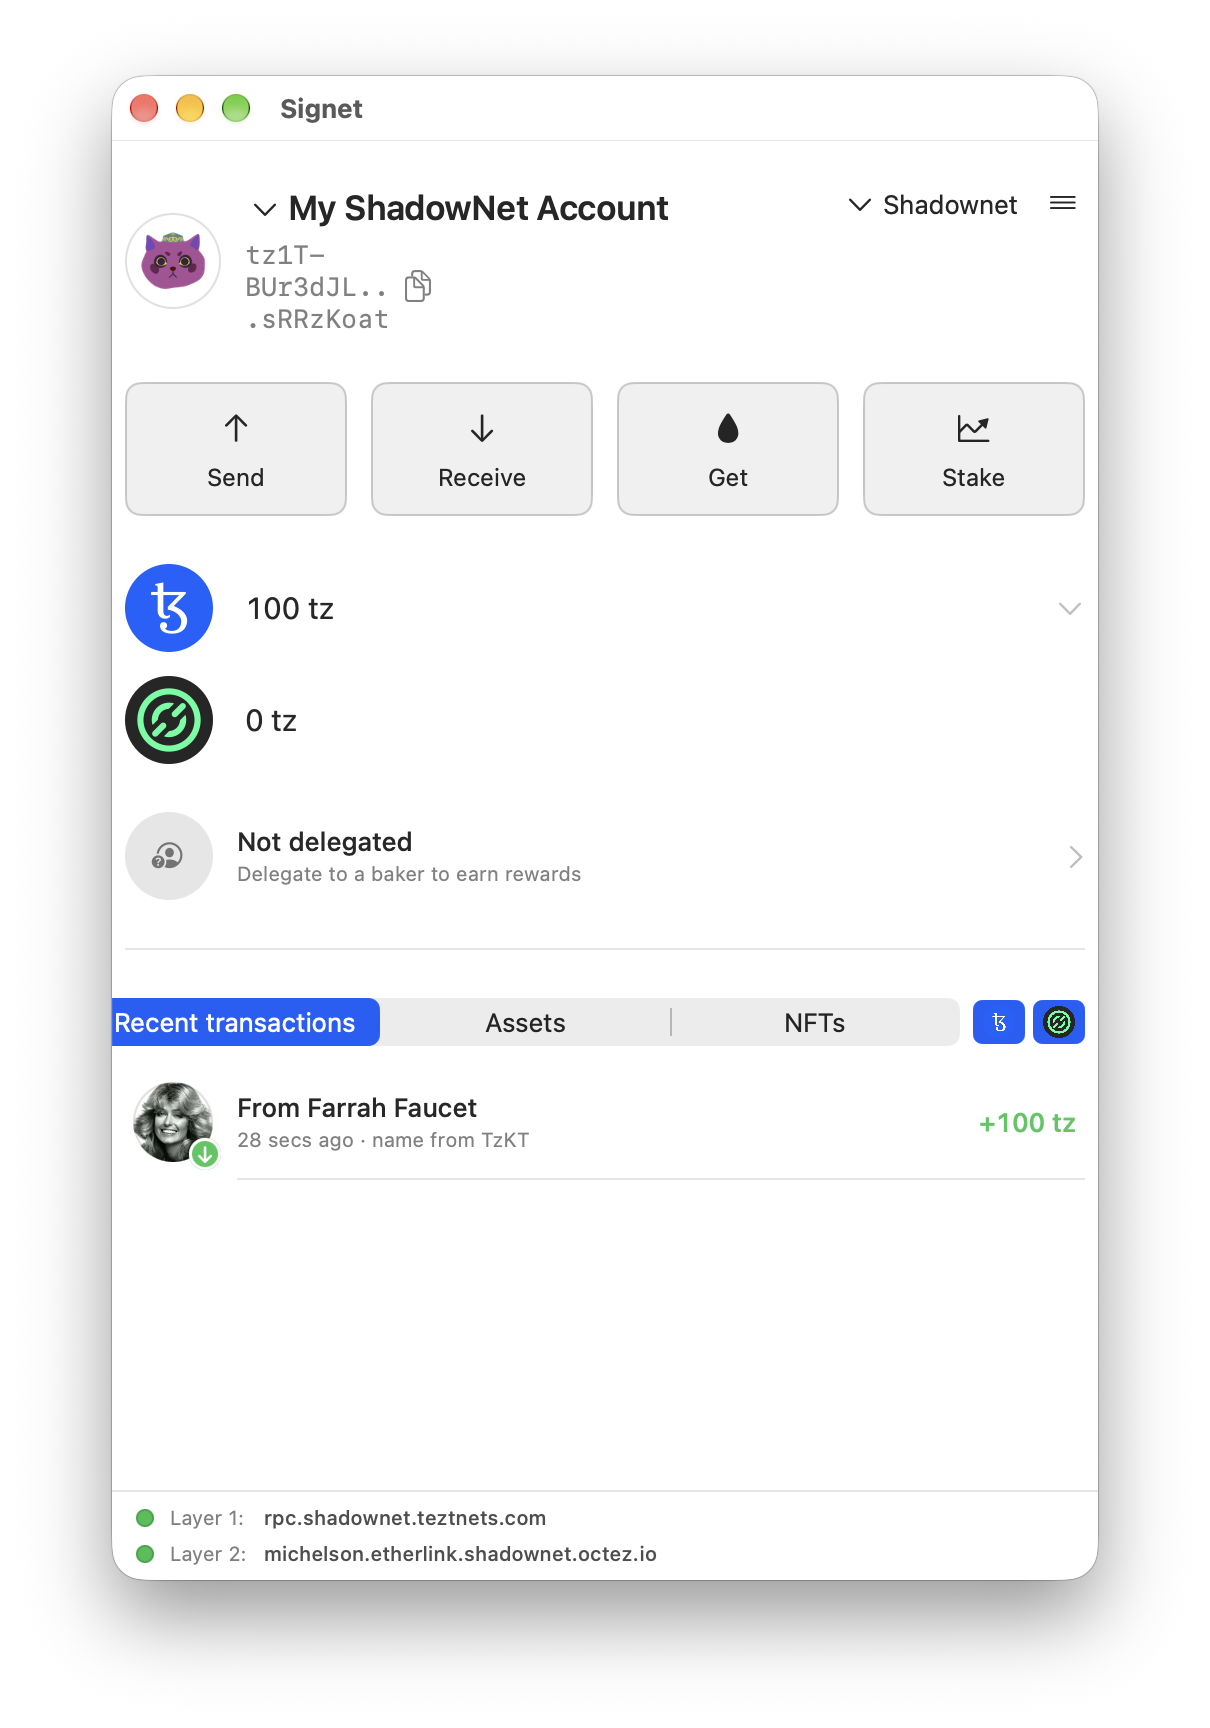 Signet
My ShadowNet Account
Shadownet
tz1T-
BUr3dJL..
.sRRzKoat
Send
Receive
Get
Stake
100 tz
0 tz
Not delegated
Delegate to a baker to earn rewards
Recent transactions
Assets
NFTs
From Farrah Faucet
28 secs ago · name from TzKT
+100 tz
Layer 1: rpc.shadownet.teztnets.com
Layer 2: michelson.etherlink.shadownet.octez.io